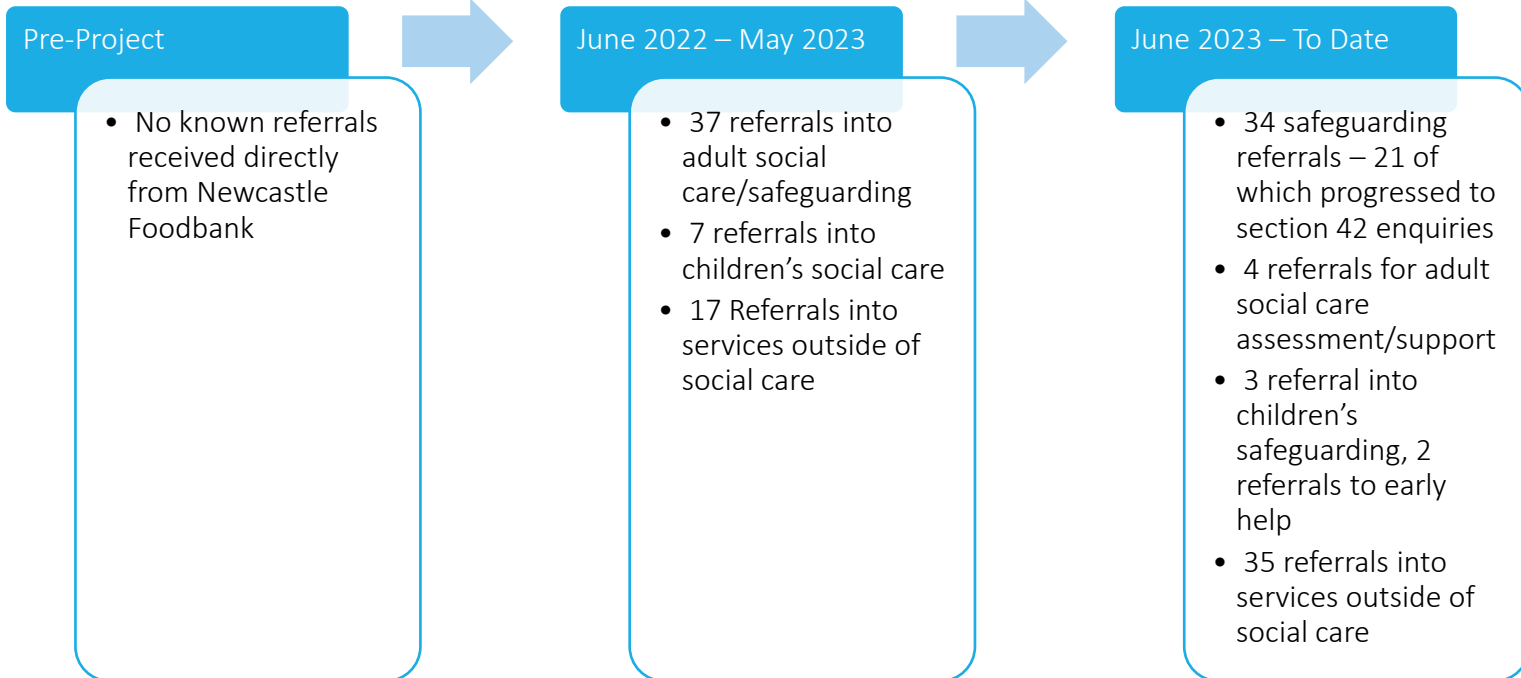 Pre-Project
• No known referrals
received directly
from Newcastle
Foodbank
June 2022 – May 2023
• 37 referrals into
adult social
care/safeguarding
• 7 referrals into
children’s social care
• 17 Referrals into
services outside of
social care
June 2023 – To Date
• 34 safeguarding
referrals – 21 of
which progressed to
section 42 enquiries
• 4 referrals for adult
social care
assessment/support
• 3 referral into
children’s
safeguarding, 2
referrals to early
help
• 35 referrals into
services outside of
social care